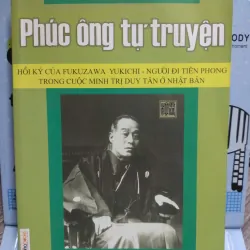 Phúc ông tự truyện
HỒI KÝ CỦA FUKUZAWA YUKICHI - NGƯỜI ĐI TIÊN PHONG
TRONG CUỘC MINH TRỊ DUY TÂN Ở NHẬT BẢN